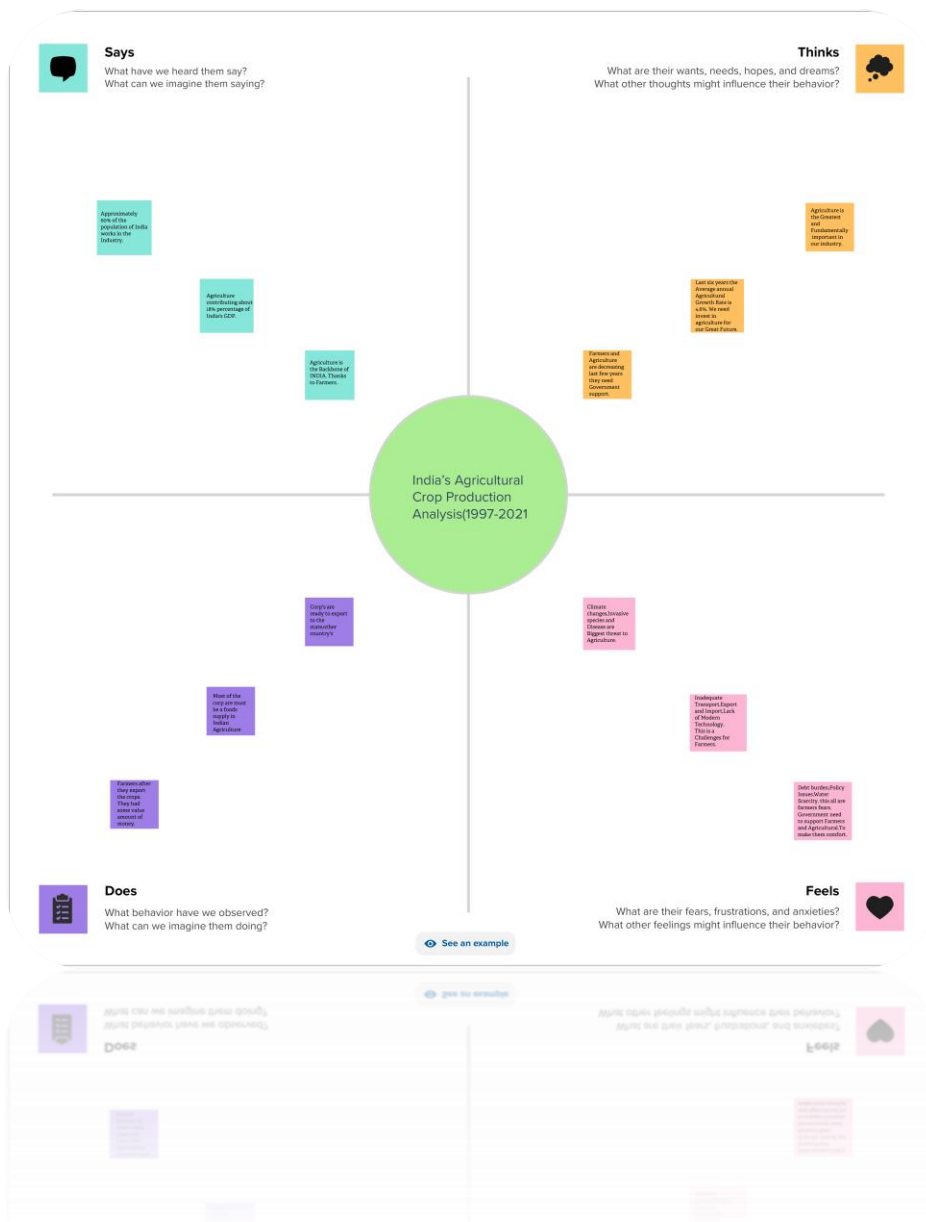 Says
What have we heard them say?
What can we imagine them saying?
Thinks
What are their wants, needs, hopes, and dreams?
What other thoughts might influence their behavior?
Approximately
60% of the
population of India
works in the
Industry.
Agriculture
contributing about
18% percentage of
India's GDP.
Agriculture is
the Backbone of
INDIA. Thanks
to Farmers.
Agriculture is
the Greatest
and
Fundamentally
important in
our industry.
Last six years the
Average annual
Agricultural
Growth Rate is
4.6%. We need
invest in
agriculture for
our Great Future.
Farmers and
Agriculture
are decreasing
last few years
they need
Government
support.
India's Agricultural
Crop Production
Analysis(1997-2021
Corp's are
ready to export
to the
country's
Most of the
corp are must
be a foods
supply in
Indian
Agriculture
Farmers after
they export
the crops.
They had
some value
amount of
money.
Climate
changes,Invasive
species and
Disease are
Biggest threat to
Agriculture.
Inadequate
Transport,Export
and Import,Lack
of Modern
Technology.
This is a
Challenges for
Farmers.
Debt burden,Policy
Issues,Water
Scarcity. this all are
farmers fears
Government need
to support Farmers
and Agricultural,To
make them comfort.
Does
What behavior have we observed?
What can we imagine them doing?
Feels
What are their fears, frustrations, and anxieties?
What other feelings might influence their behavior?
See an example